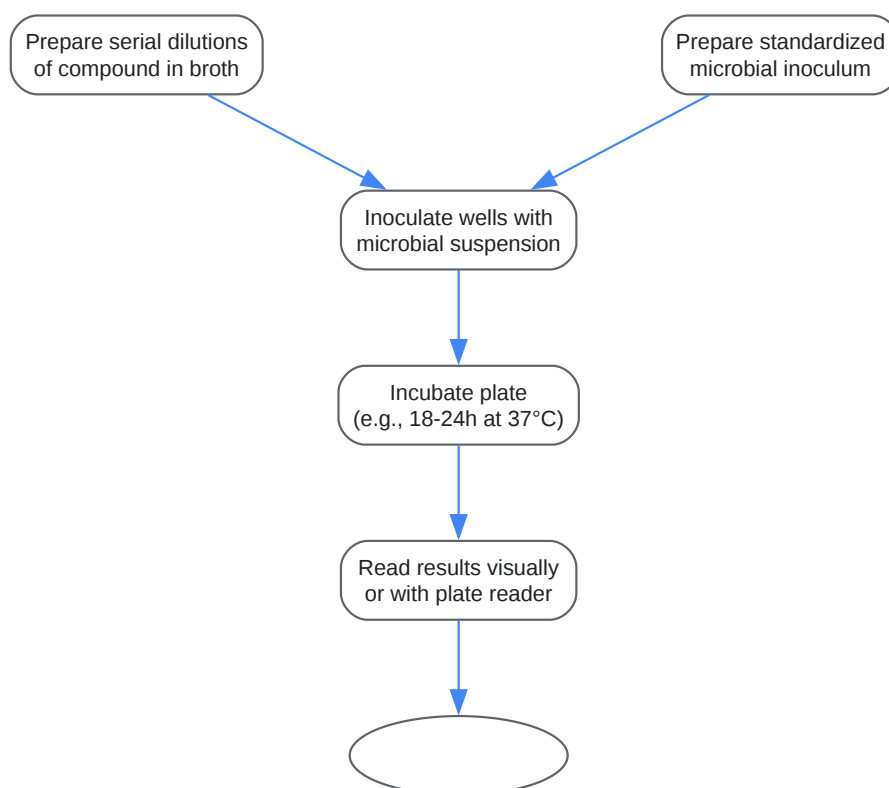 Prepare serial dilutions
of compound in broth
Prepare standardized
microbial inoculum
Inoculate wells with
microbial suspension
Incubate plate
(e.g., 18-24h at 37°C)
Read results visually
or with plate reader